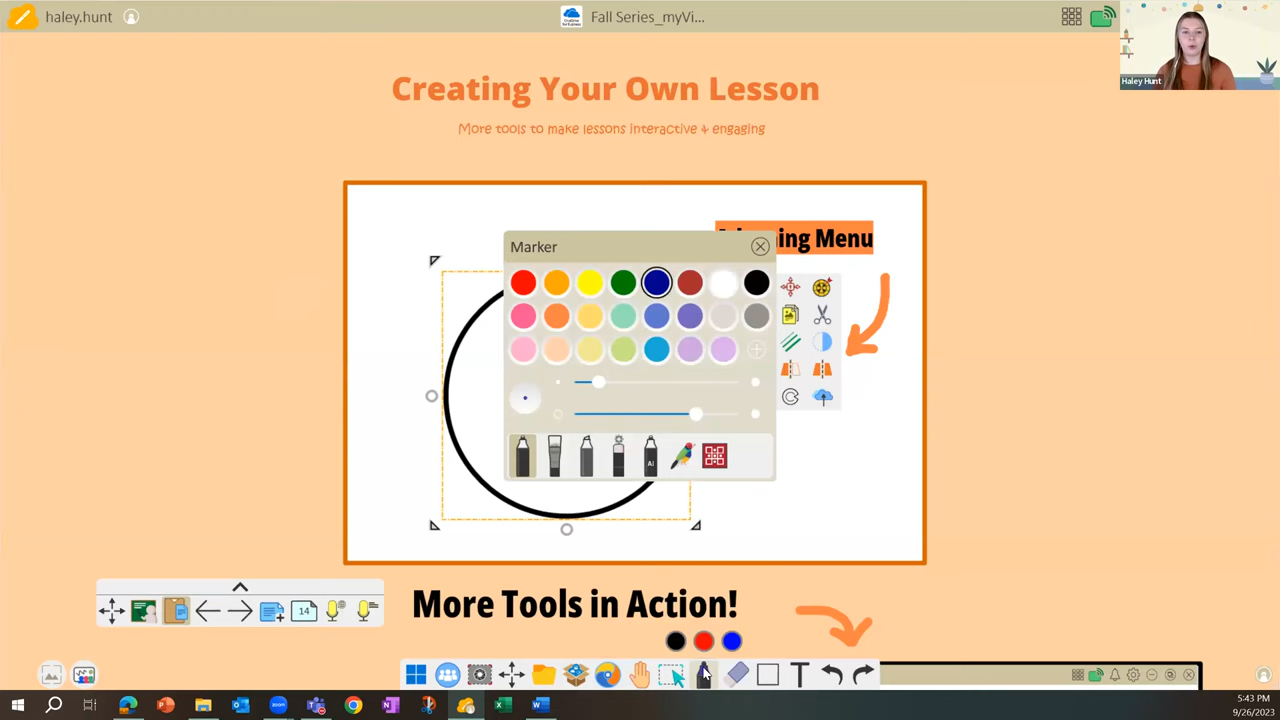 haley.hunt
Fall Series_myVi...
Haley Hunt
Creating Your Own Lesson
More tools to make lessons interactive & engaging
Menu
Marker
AI
14
More Tools in Action!
T
5:43 PM
9/26/2023